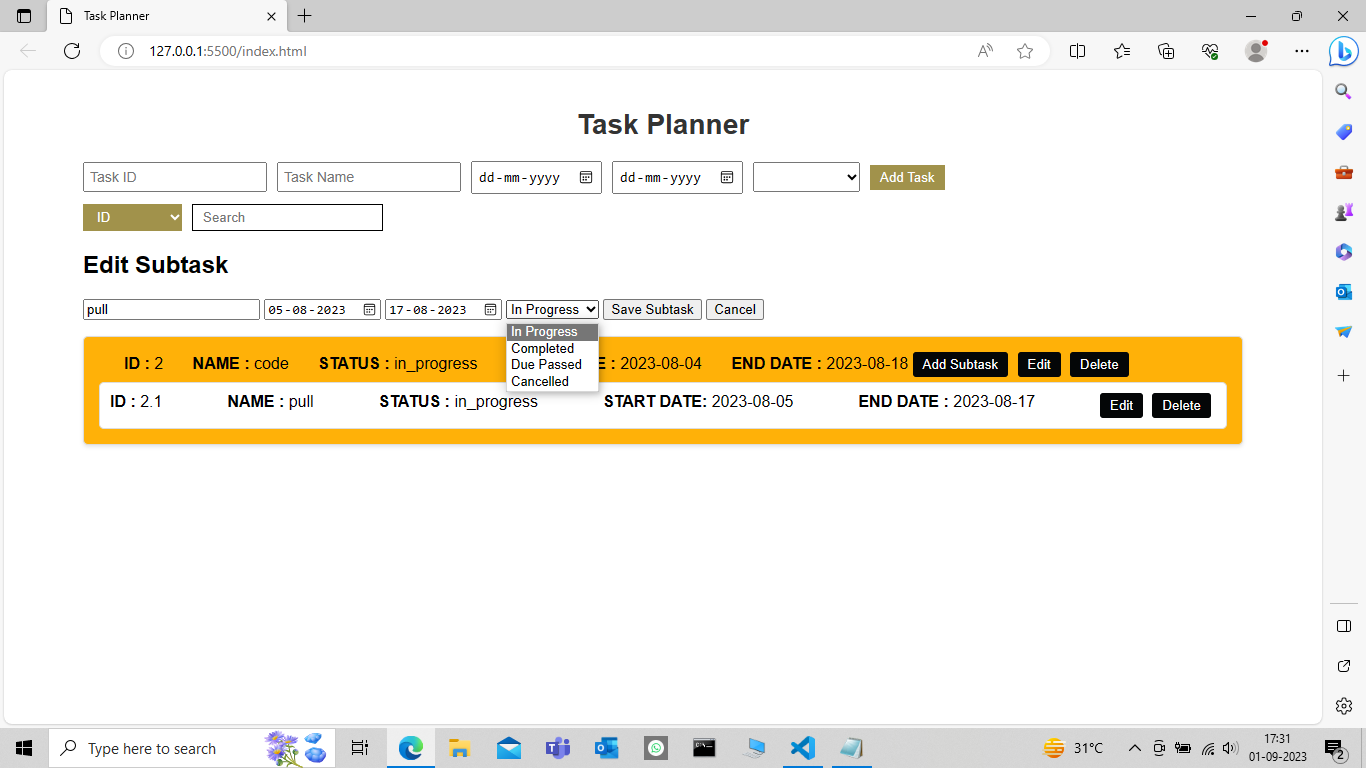 Task Planner
127.0.0.1:5500/index.html
Task Planner
Task ID Task Name dd-mm-yyyy dd-mm-yyyy Add Task
ID Search
Edit Subtask
pull 05-08-2023 17-08-2023 In Progress Save Subtask Cancel
In Progress
Completed
Due Passed
Cancelled
ID : 2 NAME : code STATUS : in_progress E : 2023-08-04 END DATE : 2023-08-18 Add Subtask Edit Delete
ID : 2.1 NAME : pull STATUS : in_progress START DATE: 2023-08-05 END DATE : 2023-08-17 Edit Delete
Type here to search
31°C
17:31
01-09-2023
2